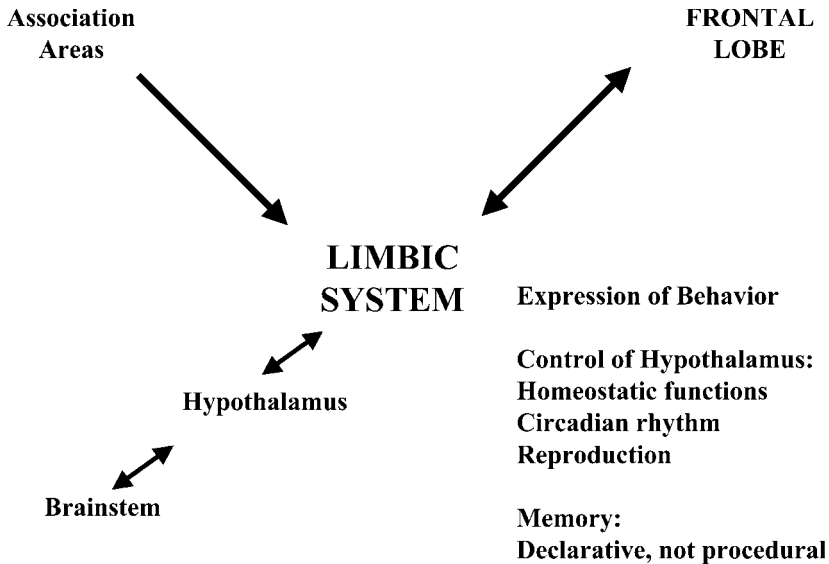 Association
Areas
FRONTAL
LOBE
LIMBIC
SYSTEM
Expression of Behavior
Control of Hypothalamus:
Homeostatic functions
Circadian rhythm
Reproduction
Memory:
Declarative, not procedural
Hypothalamus
Brainstem